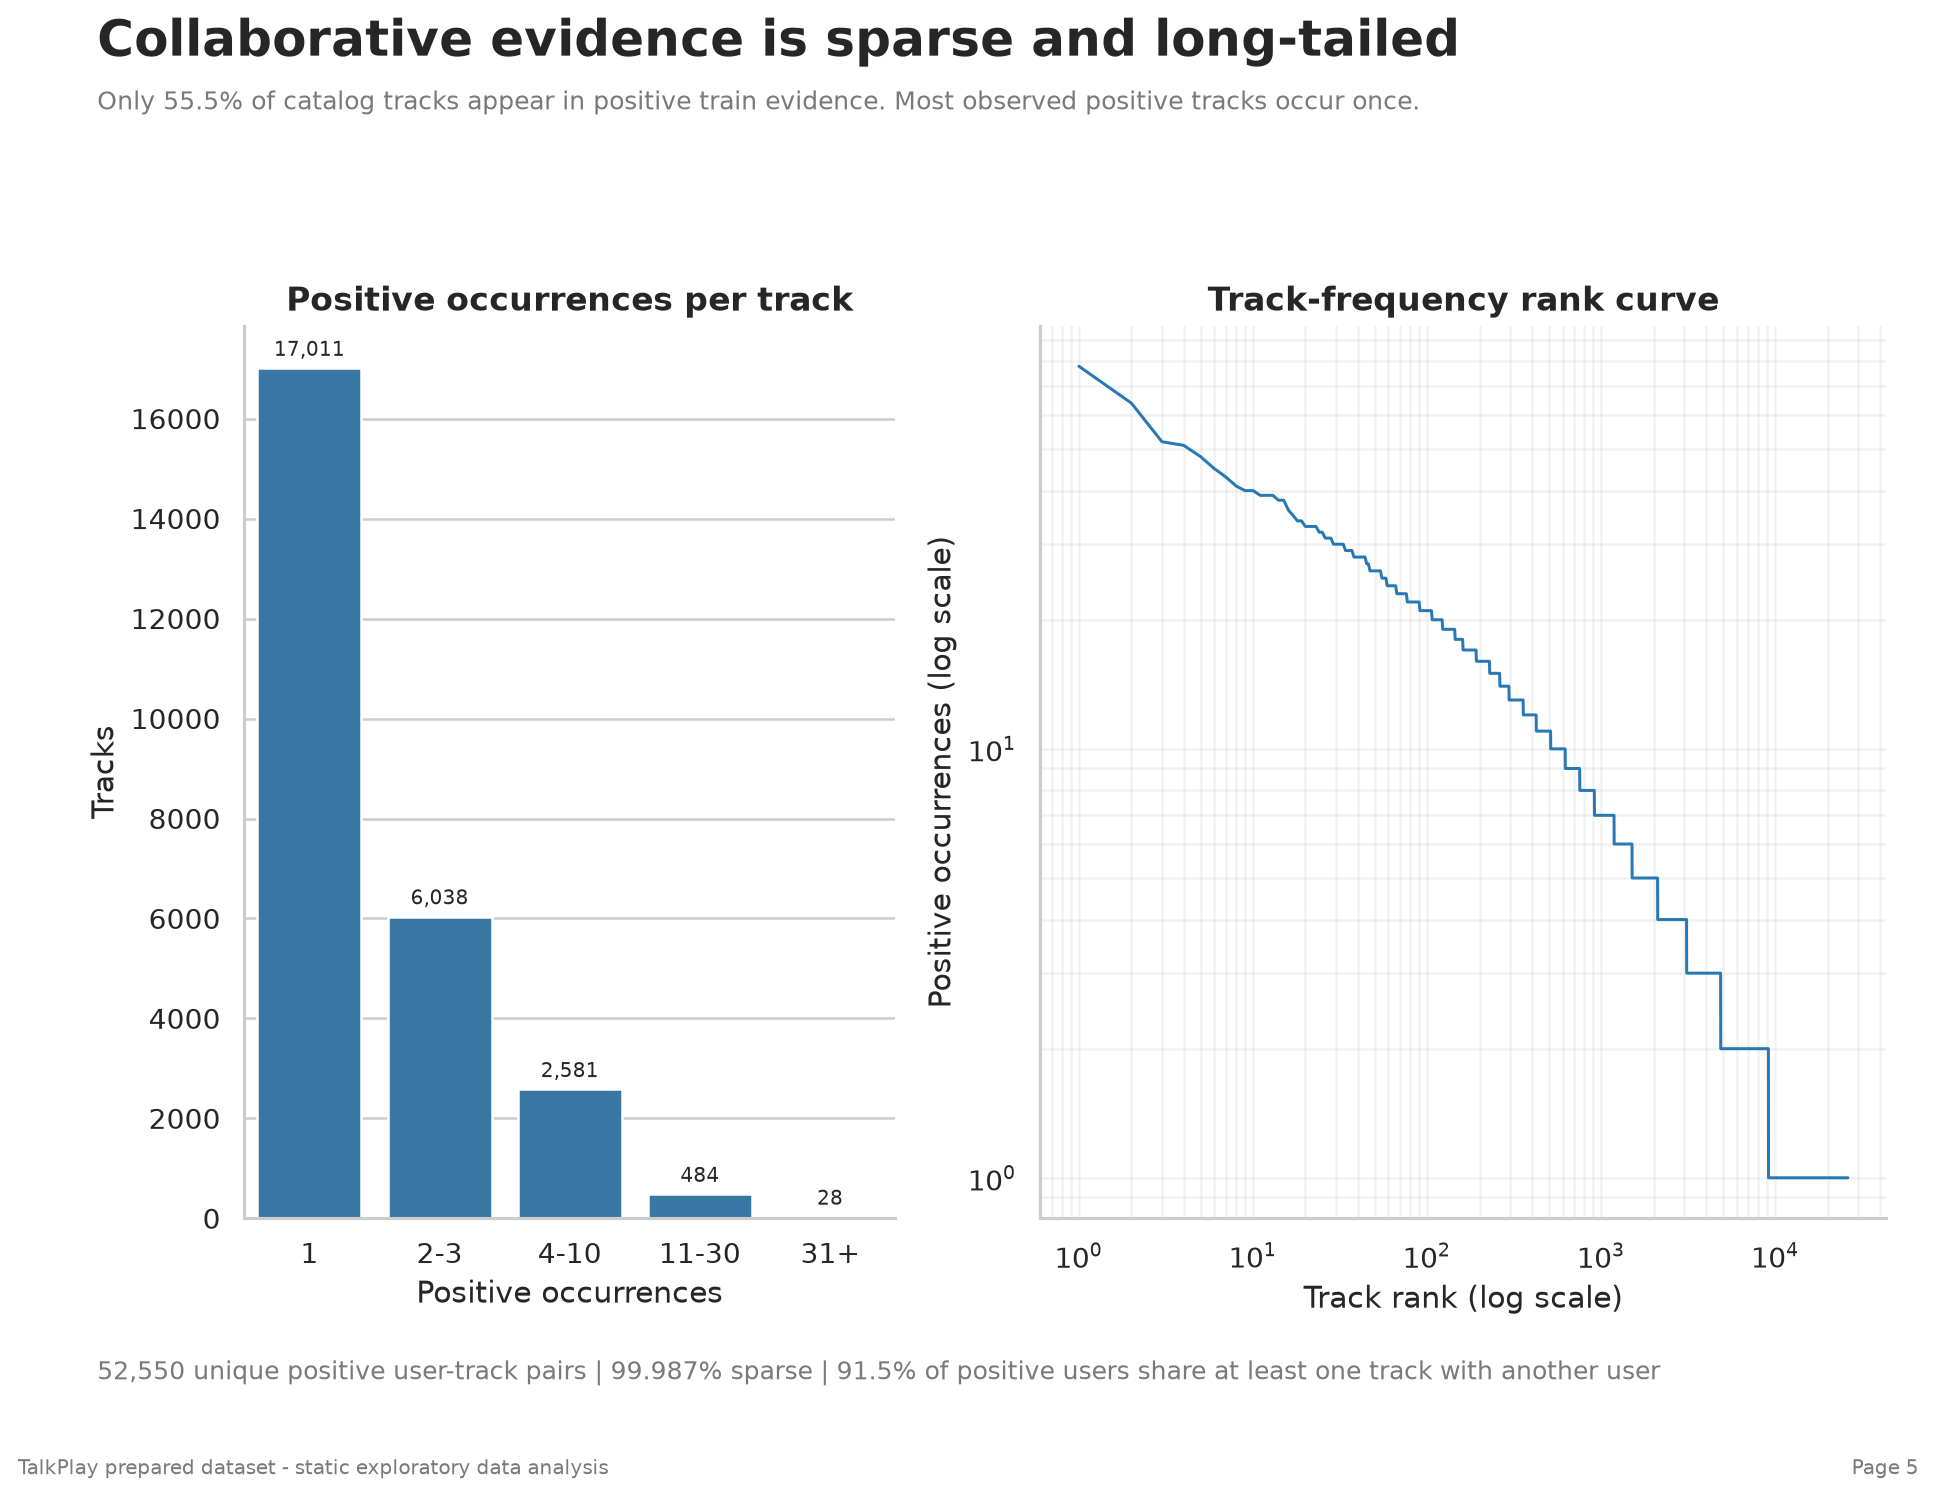 Collaborative evidence is sparse and long-tailed
Only 55.5% of catalog tracks appear in positive train evidence. Most observed positive tracks occur once.
Positive occurrences per track
17,011
16000
14000
12000
10000
8000
6000
4000
2000
0
Tracks
6,038
2,581
484
28
1
2-3
4-10
11-30
31+
Positive occurrences
Track-frequency rank curve
Positive occurrences (log scale)
10¹
10⁰
10⁰
10¹
10²
10³
10⁴
Track rank (log scale)
52,550 unique positive user-track pairs | 99.987% sparse | 91.5% of positive users share at least one track with another user
TalkPlay prepared dataset - static exploratory data analysis
Page 5